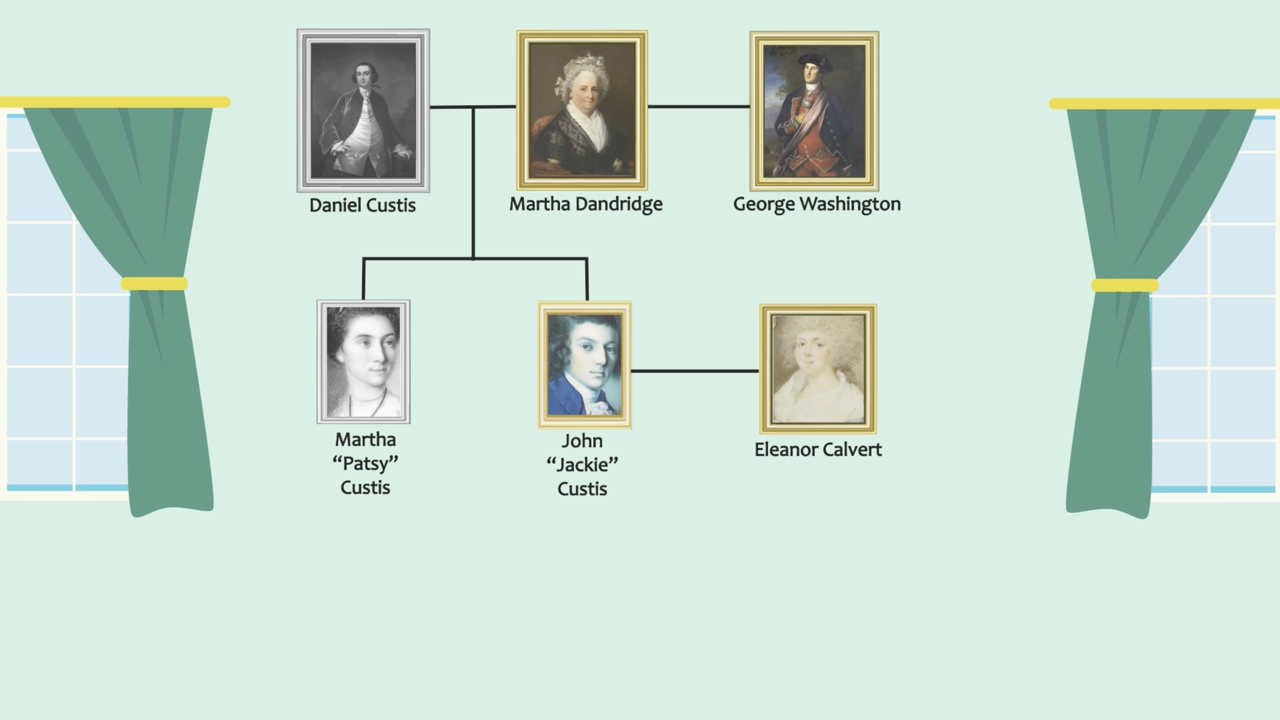 Daniel Custis
Martha Dandridge
George Washington
Martha
“Patsy”
Custis
John
“Jackie”
Custis
Eleanor Calvert